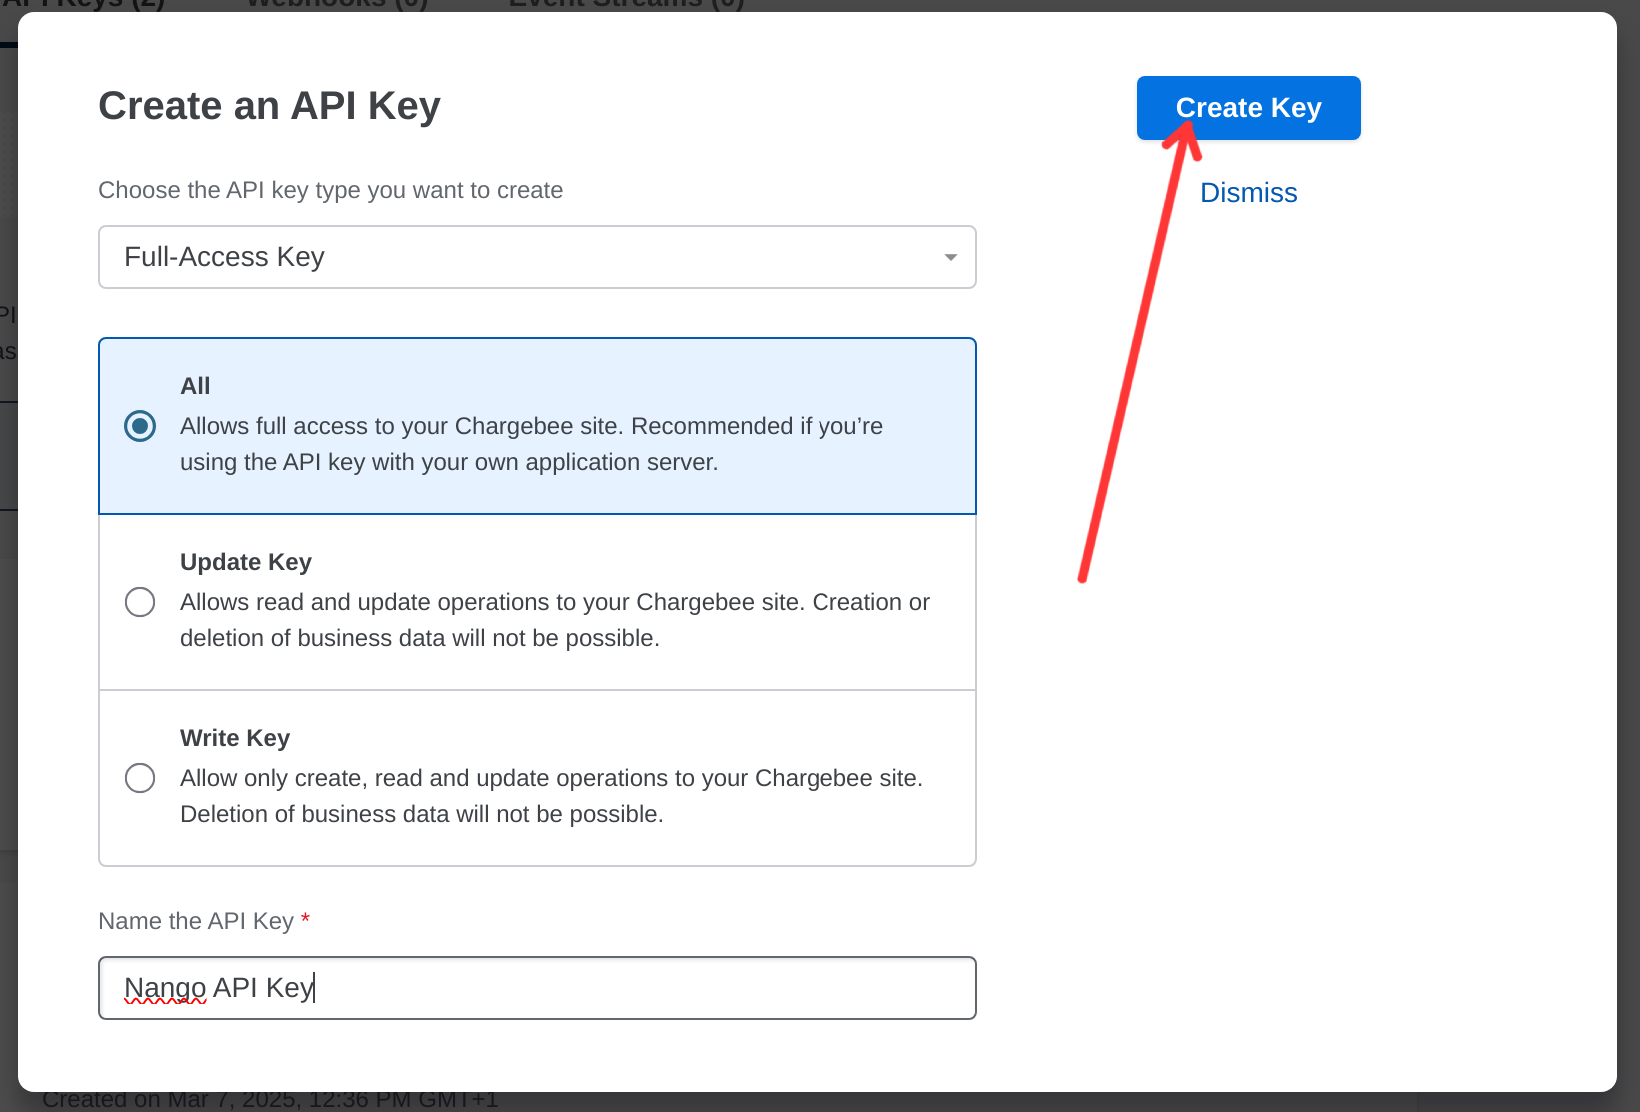 API Keys (2) Webhooks (0) Event Streams (0)
Create an API Key
Create Key
Choose the API key type you want to create
Dismiss
Full-Access Key
PI
as
All
Allows full access to your Chargebee site. Recommended if you’re
using the API key with your own application server.
Update Key
Allows read and update operations to your Chargebee site. Creation or
deletion of business data will not be possible.
Write Key
Allow only create, read and update operations to your Chargebee site.
Deletion of business data will not be possible.
Name the API Key *
Nango API Key
Created on Mar 7, 2025, 12:36 PM GMT+1